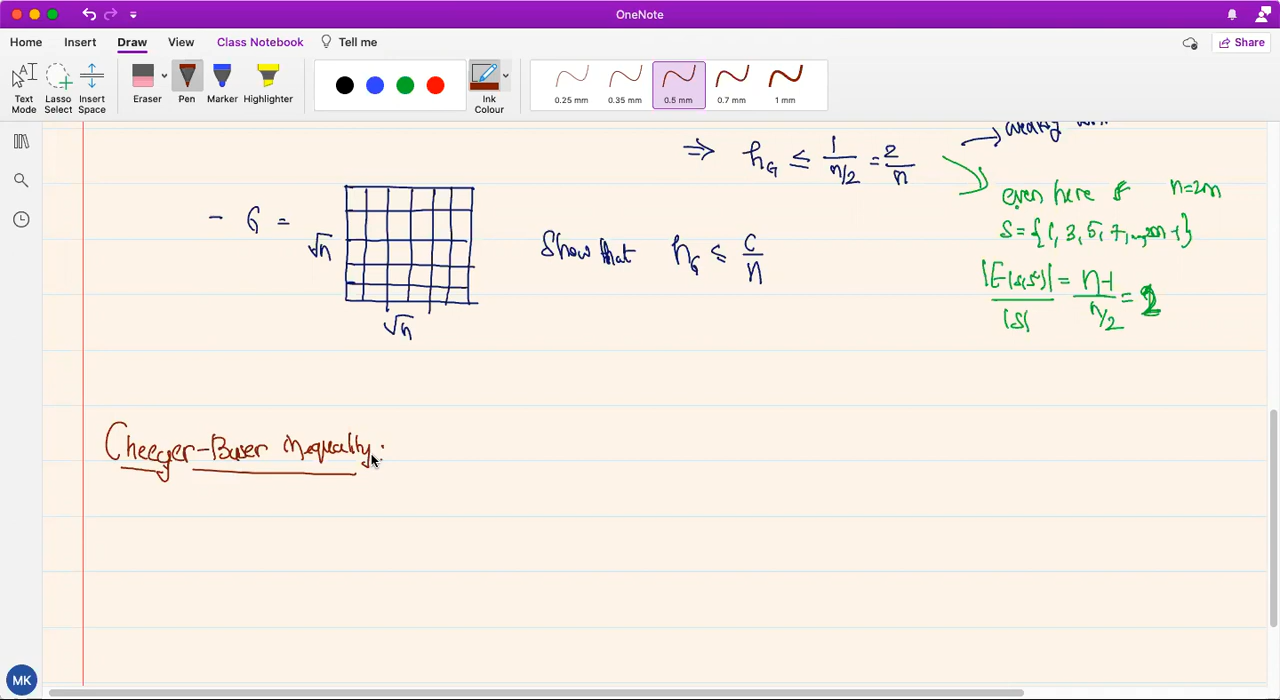 OneNote
Home Insert Draw View Class Notebook Tell me
Share
Text Mode
Lasso Select
Insert Space
Eraser
Pen
Marker
Highlighter
Ink Colour
0.25 mm
0.35 mm
0.5 mm
0.7 mm
1 mm
⇒ h_G ≤ 1/(n/2) = 2/n
even here if n=2m
S = {1, 3, 5, 7, ..., 2m-1}
|E(S,S^c)|/|S| = (n-1)/(n/2) = 2
- G =
√n
√n
Show that h_G ≤ C/n
Cheeger-Buser Inequality:
MK